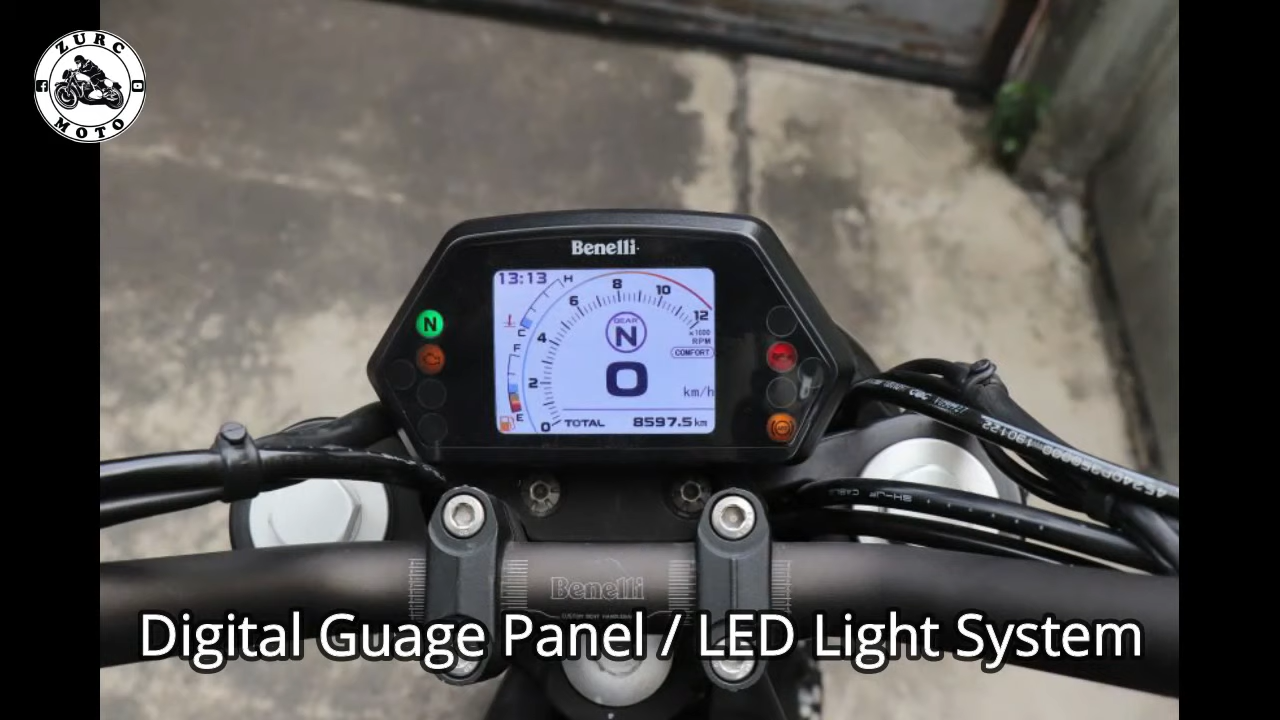 ZURC
MOTO
Benelli
13:13
H
8
6
10
12
4
2
0
C
F
E
GEAR
N
N
x1000
RPM
COMFORT
0
km/h
TOTAL 8597.5 km
Benelli
Digital Guage Panel / LED Light System